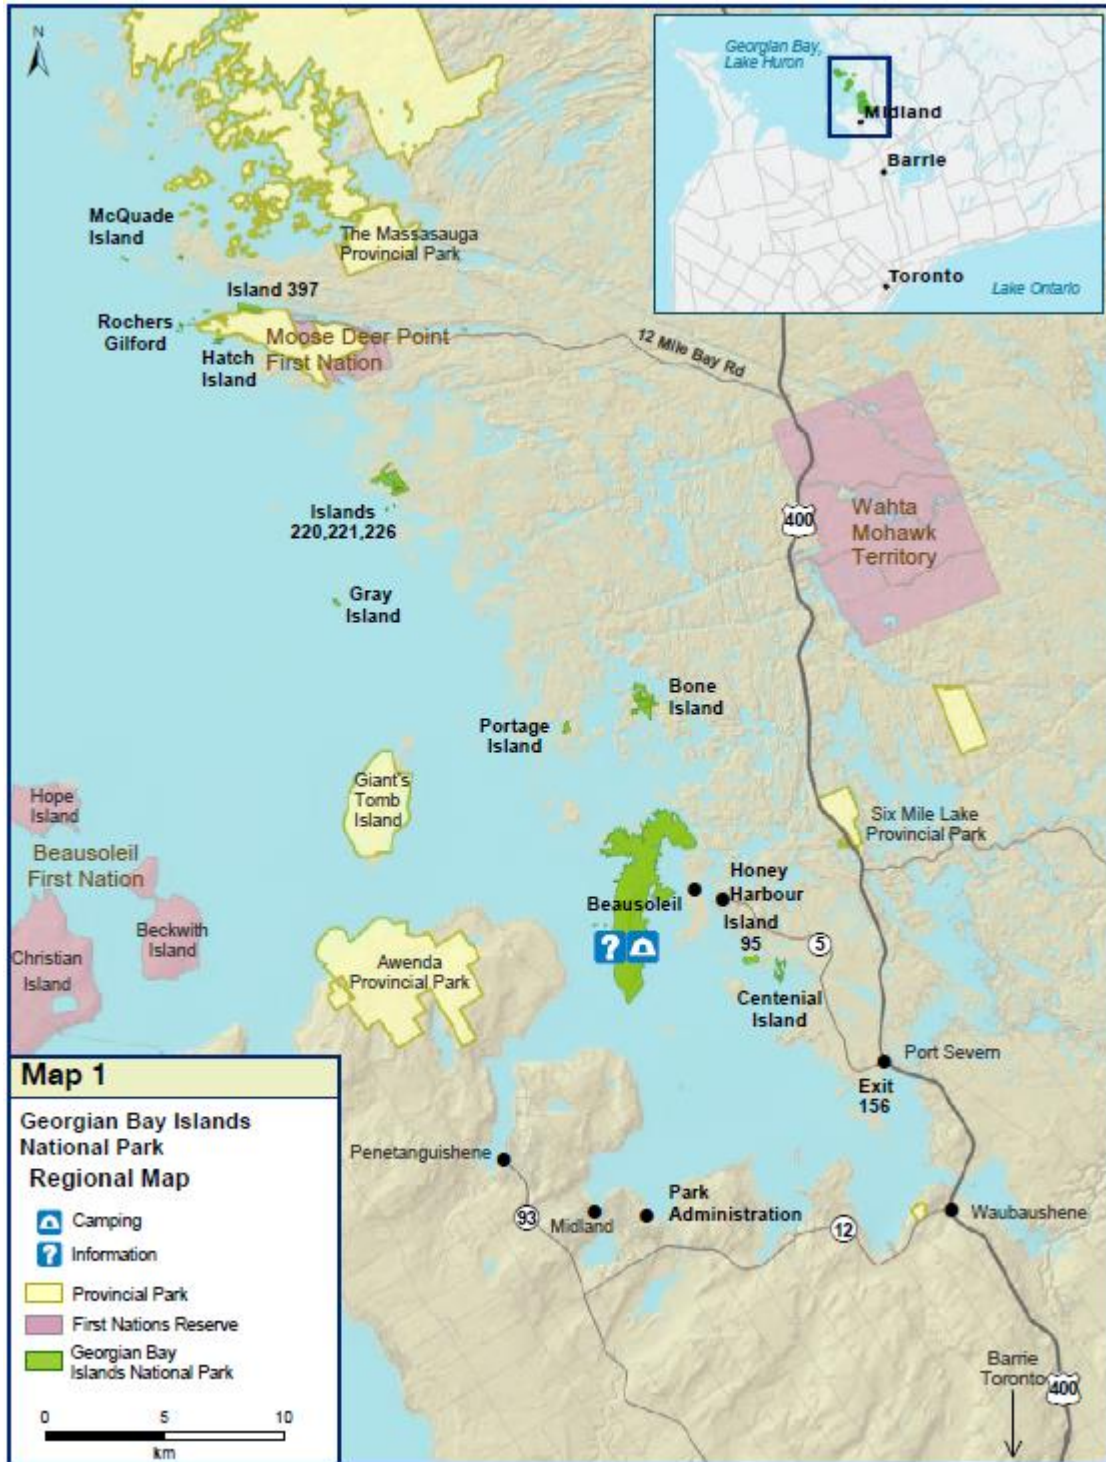 N
Georgian Bay,
Lake Huron
Midland
Barrie
Toronto
Lake Ontario
McQuade
Island
The Massasauga
Provincial Park
Island 397
Rochers
Gilford
Hatch
Island
Moose Deer Point
First Nation
12 Mile Bay Rd
400
Wahta
Mohawk
Territory
Islands
220,221,226
Gray
Island
Bone
Island
Portage
Island
Giant's
Tomb
Island
Hope
Island
Beausoleil
First Nation
Beckwith
Island
Christian
Island
Six Mile Lake
Provincial Park
Honey
Harbour
Beausoleil
Island
95
5
?
Centenial
Island
Awenda
Provincial Park
Port Severn
Exit
156
Penetanguishene
93
Midland
Park
Administration
12
Waubaushene
Barrie
Toronto
400
Map 1
Georgian Bay Islands
National Park
Regional Map
Camping
? Information
Provincial Park
First Nations Reserve
Georgian Bay
Islands National Park
0 5 10
km